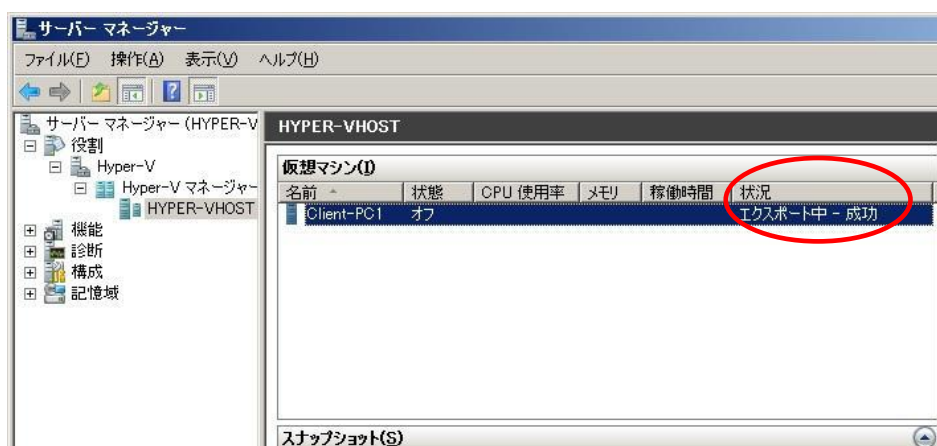 サーバー マネージャー
ファイル(F) 操作(A) 表示(V) ヘルプ(H)
サーバー マネージャー (HYPER-V
役割
Hyper-V
Hyper-V マネージャー
HYPER-VHOST
機能
診断
構成
記憶域
HYPER-VHOST
仮想マシン(I)
名前 状態 CPU 使用率 メモリ 稼働時間 状況
Client-PC1 オフ エクスポート中 - 成功
スナップショット(S)